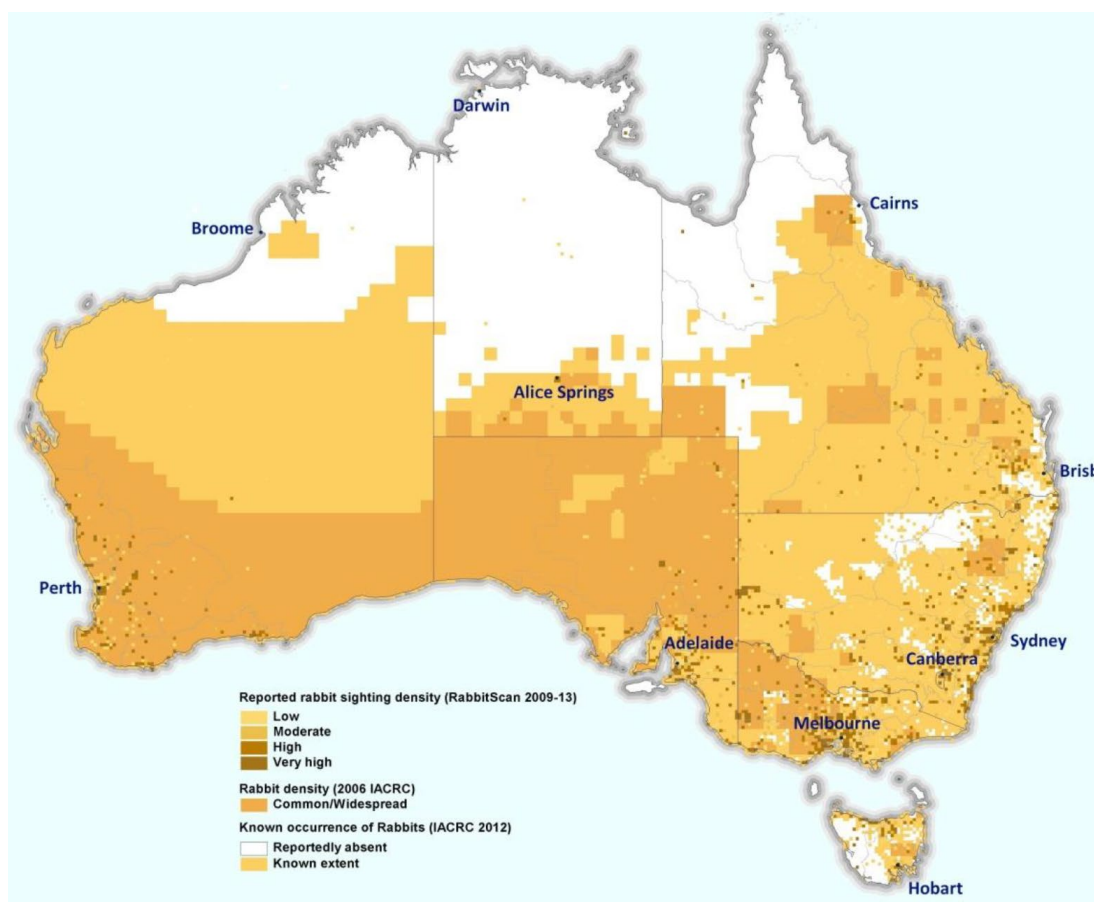 Darwin
Cairns
Broome
Alice Springs
Brisb
Perth
Adelaide
Sydney
Canberra
Reported rabbit sighting density (RabbitScan 2009-13)
Low
Moderate
High
Very high
Melbourne
Rabbit density (2006 IACRC)
Common/Widespread
Known occurrence of Rabbits (IACRC 2012)
Reportedly absent
Known extent
Hobart